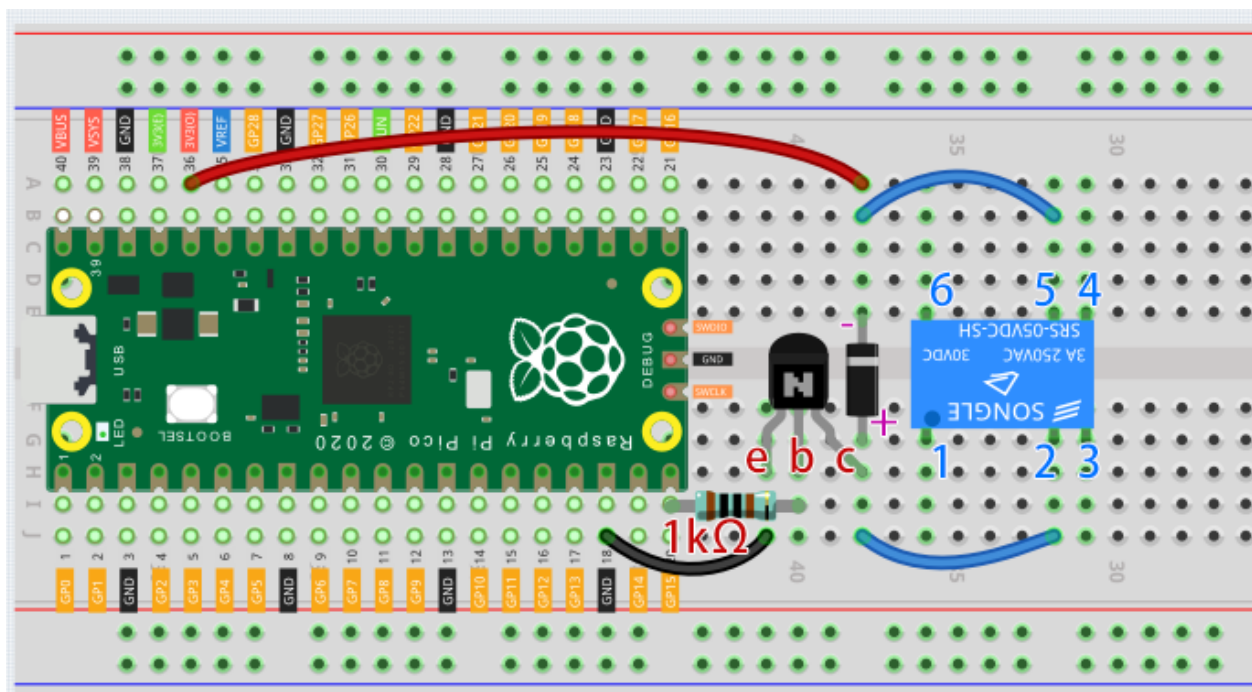 VBUS VSYS GND 3V3(E) 3V3(O) VREF GP28 GND GP27 GP26 RUN GP22 GND GP21 GP20 GP19 GP18 GND GP17 GP16
40 39 38 37 36 35 32 31 30 29 28 27 26 25 24 23 22 21
40 35 30
A
B
C
D
E
39
6 5 4
USB
DEBUG
SWDIO
GND
SWCLK
N
-
+
SRS-05VDC-SH
3A 250VAC 30VDC
SONGLE
LED
BOOTSEL
Raspberry Pi Pico © 2020
F
G
H
I
J
1 2
e b c
1 2 3
1kΩ
1 2 3 4 5 6 7 8 9 10 11 12 13 14 15 16 17 18 19
40 35 30
GP0 GP1 GND GP2 GP3 GP4 GP5 GND GP6 GP7 GP8 GP9 GND GP10 GP11 GP12 GP13 GND GP14 GP15